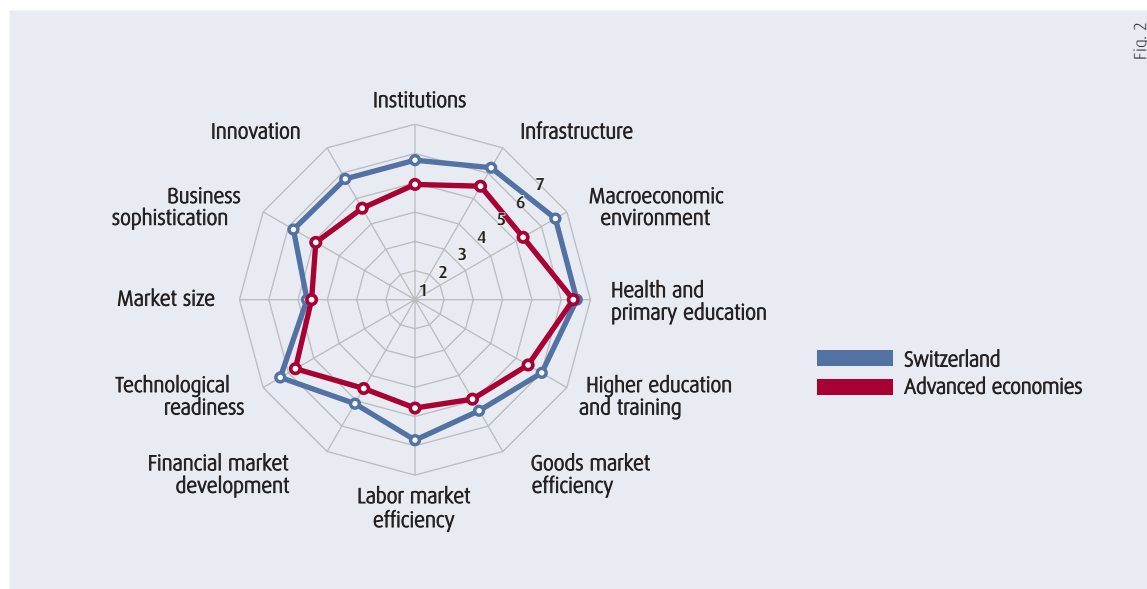 Fig. 2
Institutions
Innovation
Infrastructure
Business
sophistication
Macroeconomic
environment
7
6
5
4
3
2
1
Market size
Health and
primary education
Switzerland
Advanced economies
Technological
readiness
Higher education
and training
Financial market
development
Goods market
efficiency
Labor market
efficiency